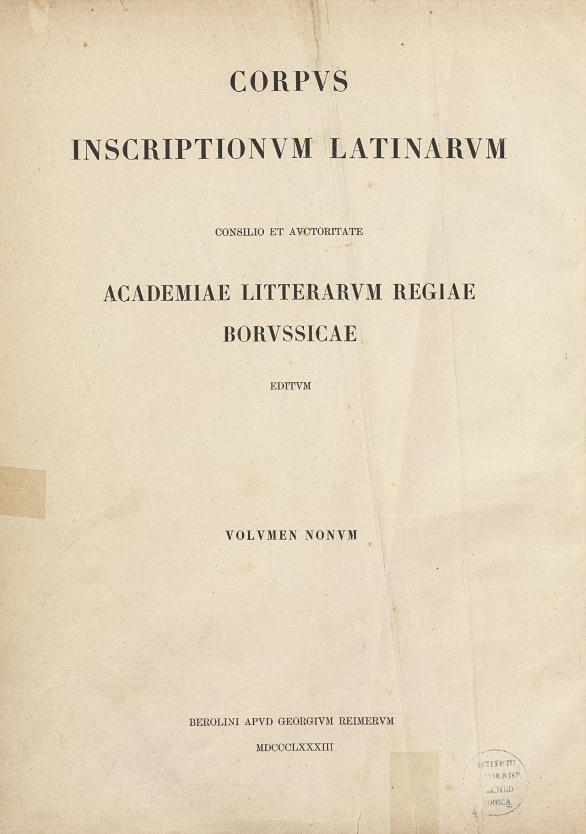 CORPVS
INSCRIPTIONVM LATINARVM
CONSILIO ET AVCTORITATE
ACADEMIAE LITTERARVM REGIAE
BORVSSICAE
EDITVM
VOLVMEN NONVM
BEROLINI APVD GEORGIVM REIMERVM
MDCCCLXXXIII